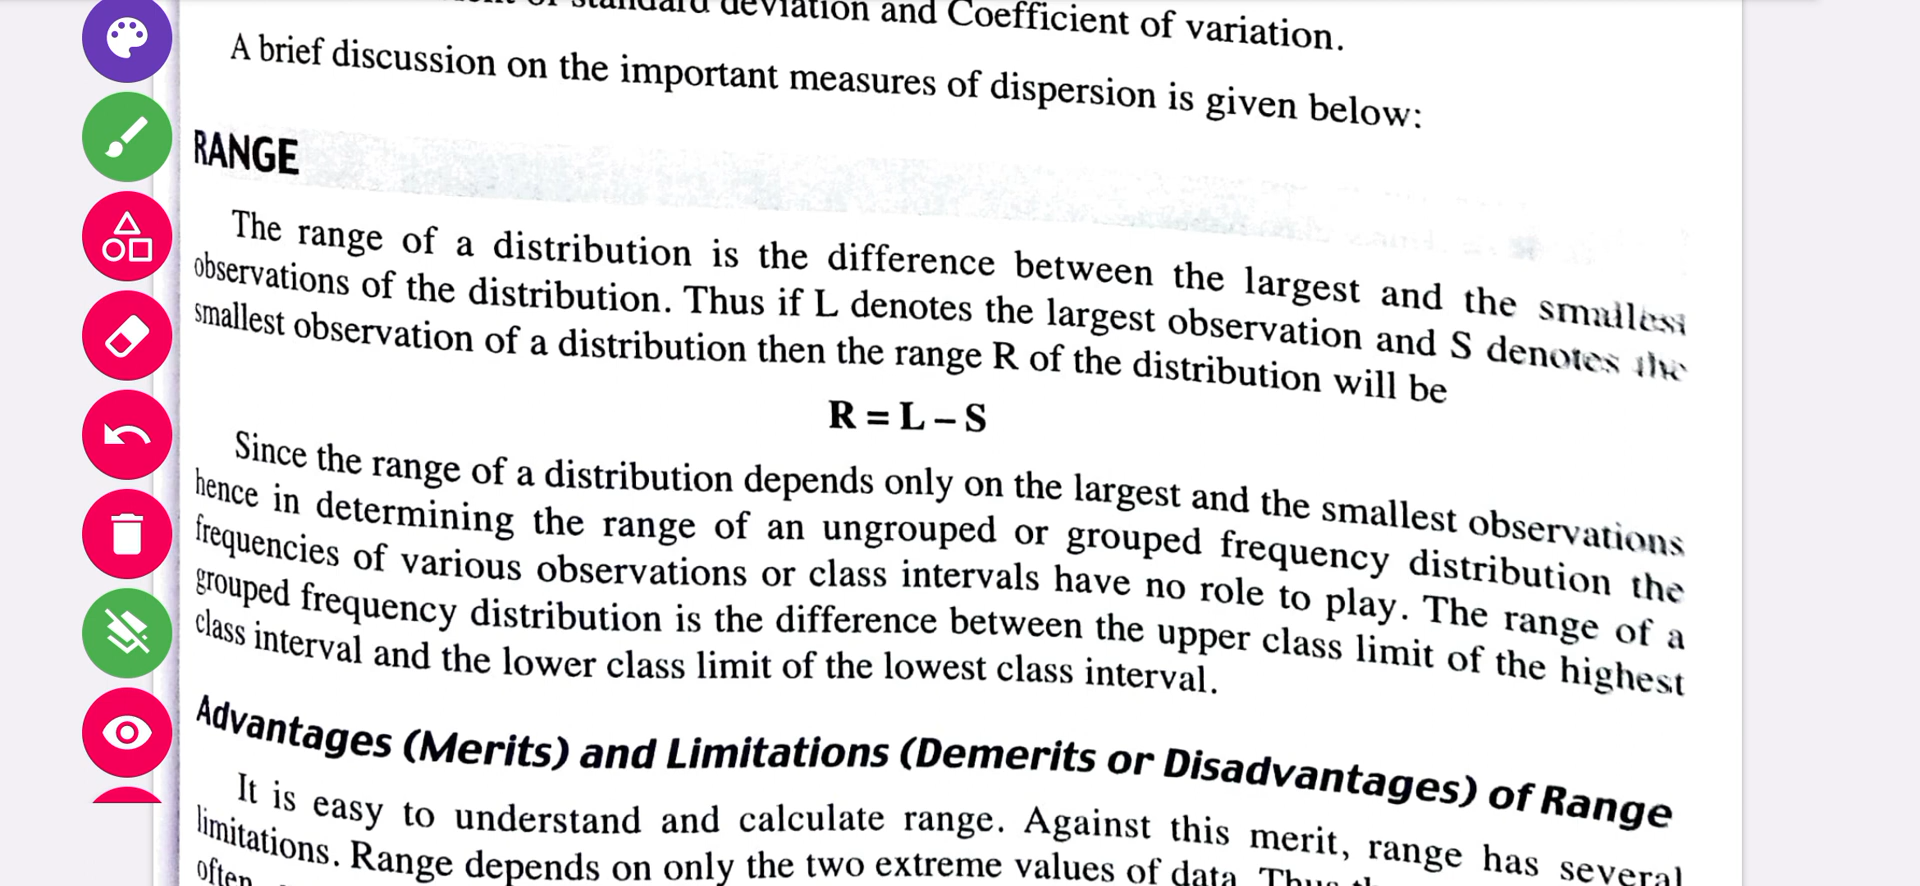 of standard deviation and Coefficient of variation.
A brief discussion on the important measures of dispersion is given below:
RANGE
The range of a distribution is the difference between the largest and the smallest
observations of the distribution. Thus if L denotes the largest observation and S denotes the
smallest observation of a distribution then the range R of the distribution will be
R = L – S
Since the range of a distribution depends only on the largest and the smallest observations
hence in determining the range of an ungrouped or grouped frequency distribution the
frequencies of various observations or class intervals have no role to play. The range of a
grouped frequency distribution is the difference between the upper class limit of the highest
class interval and the lower class limit of the lowest class interval.
Advantages (Merits) and Limitations (Demerits or Disadvantages) of Range
It is easy to understand and calculate range. Against this merit, range has several
limitations. Range depends on only the two extreme values of data. Thus
often